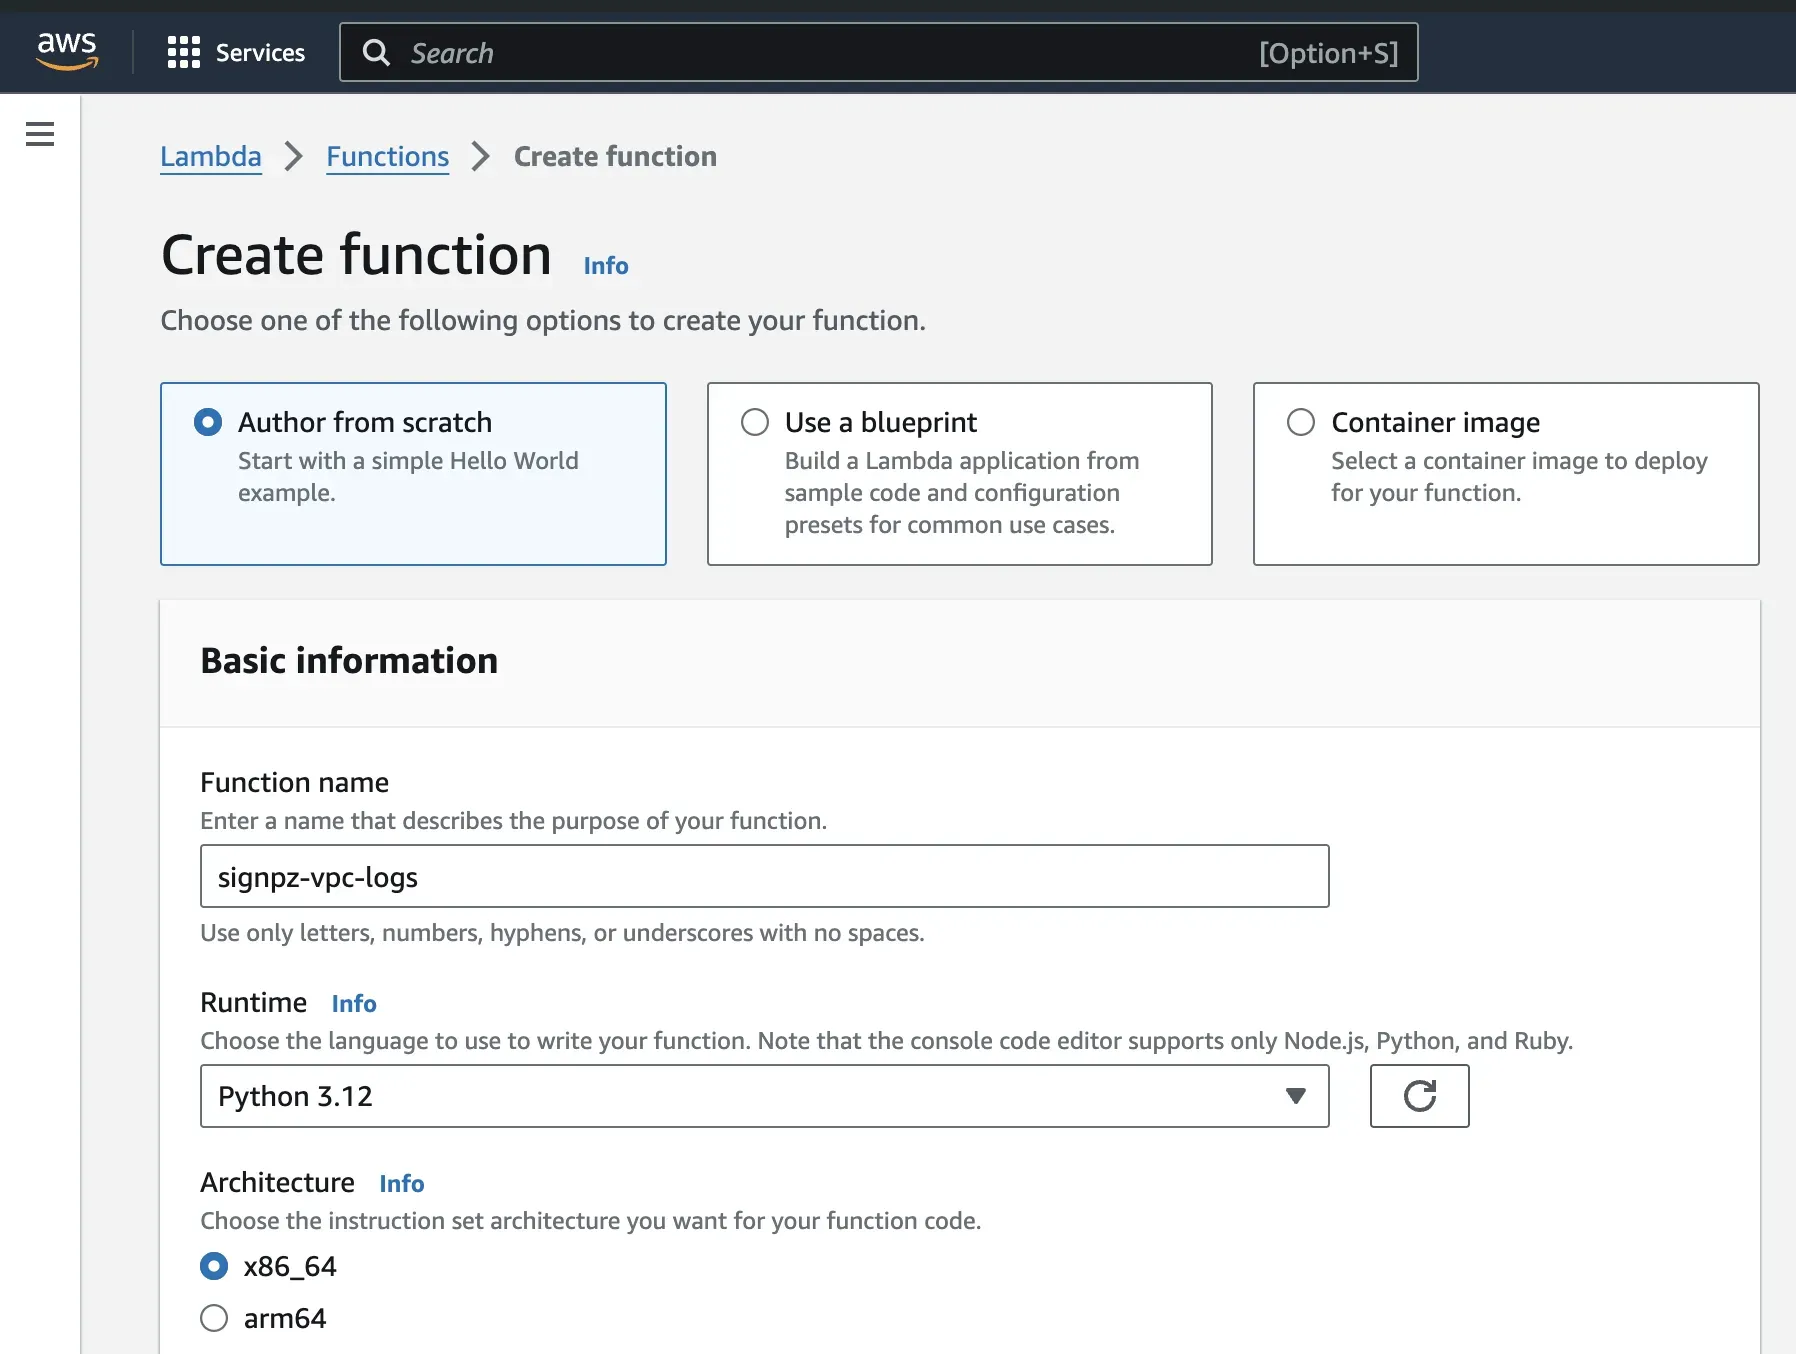 aws
Services
Search [Option+S]
Lambda Functions Create function
Create function Info
Choose one of the following options to create your function.
Author from scratch
Start with a simple Hello World
example.
Use a blueprint
Build a Lambda application from
sample code and configuration
presets for common use cases.
Container image
Select a container image to deploy
for your function.
Basic information
Function name
Enter a name that describes the purpose of your function.
signpz-vpc-logs
Use only letters, numbers, hyphens, or underscores with no spaces.
Runtime Info
Choose the language to use to write your function. Note that the console code editor supports only Node.js, Python, and Ruby.
Python 3.12
Architecture Info
Choose the instruction set architecture you want for your function code.
x86_64
arm64